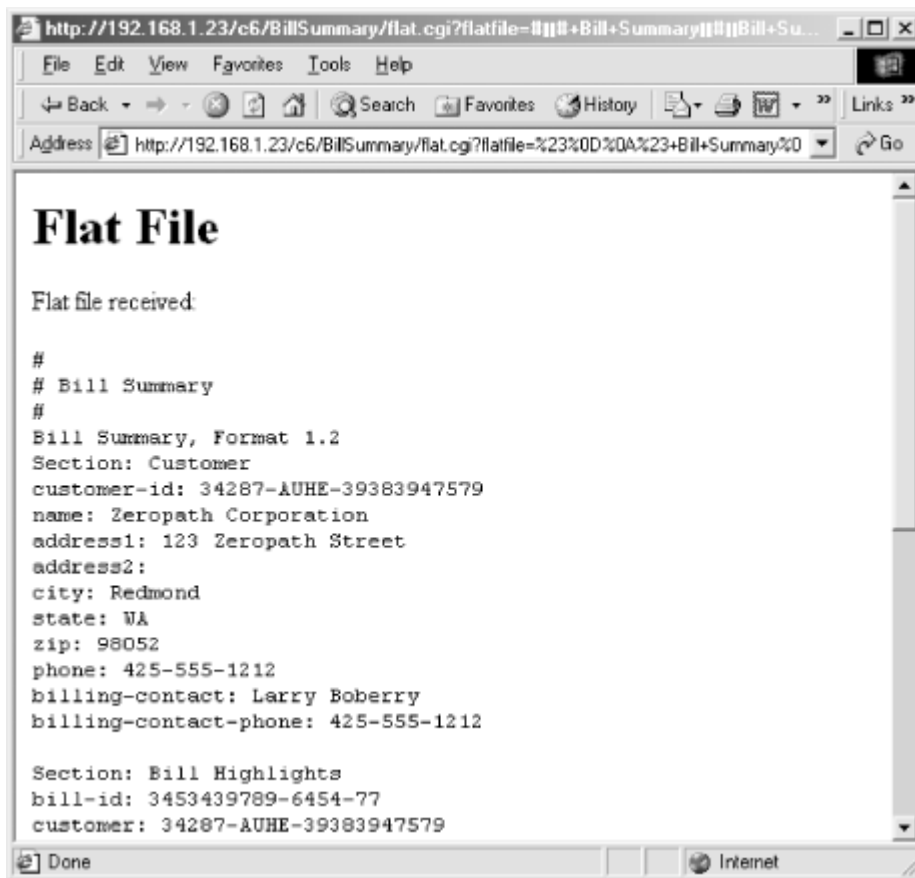 http://192.168.1.23/c6/BillSummary/flat.cgi?flatfile=#||#+Bill+Summary||#||Bill+Su...
File Edit View Favorites Tools Help
Back Search Favorites History » Links »
Address http://192.168.1.23/c6/BillSummary/flat.cgi?flatfile=%23%0D%0A%23+Bill+Summary%0 Go
Flat File
Flat file received:
#
# Bill Summary
#
Bill Summary, Format 1.2
Section: Customer
customer-id: 34287-AUHE-39383947579
name: Zeropath Corporation
address1: 123 Zeropath Street
address2:
city: Redmond
state: WA
zip: 98052
phone: 425-555-1212
billing-contact: Larry Boberry
billing-contact-phone: 425-555-1212
Section: Bill Highlights
bill-id: 3453439789-6454-77
customer: 34287-AUHE-39383947579
Done Internet